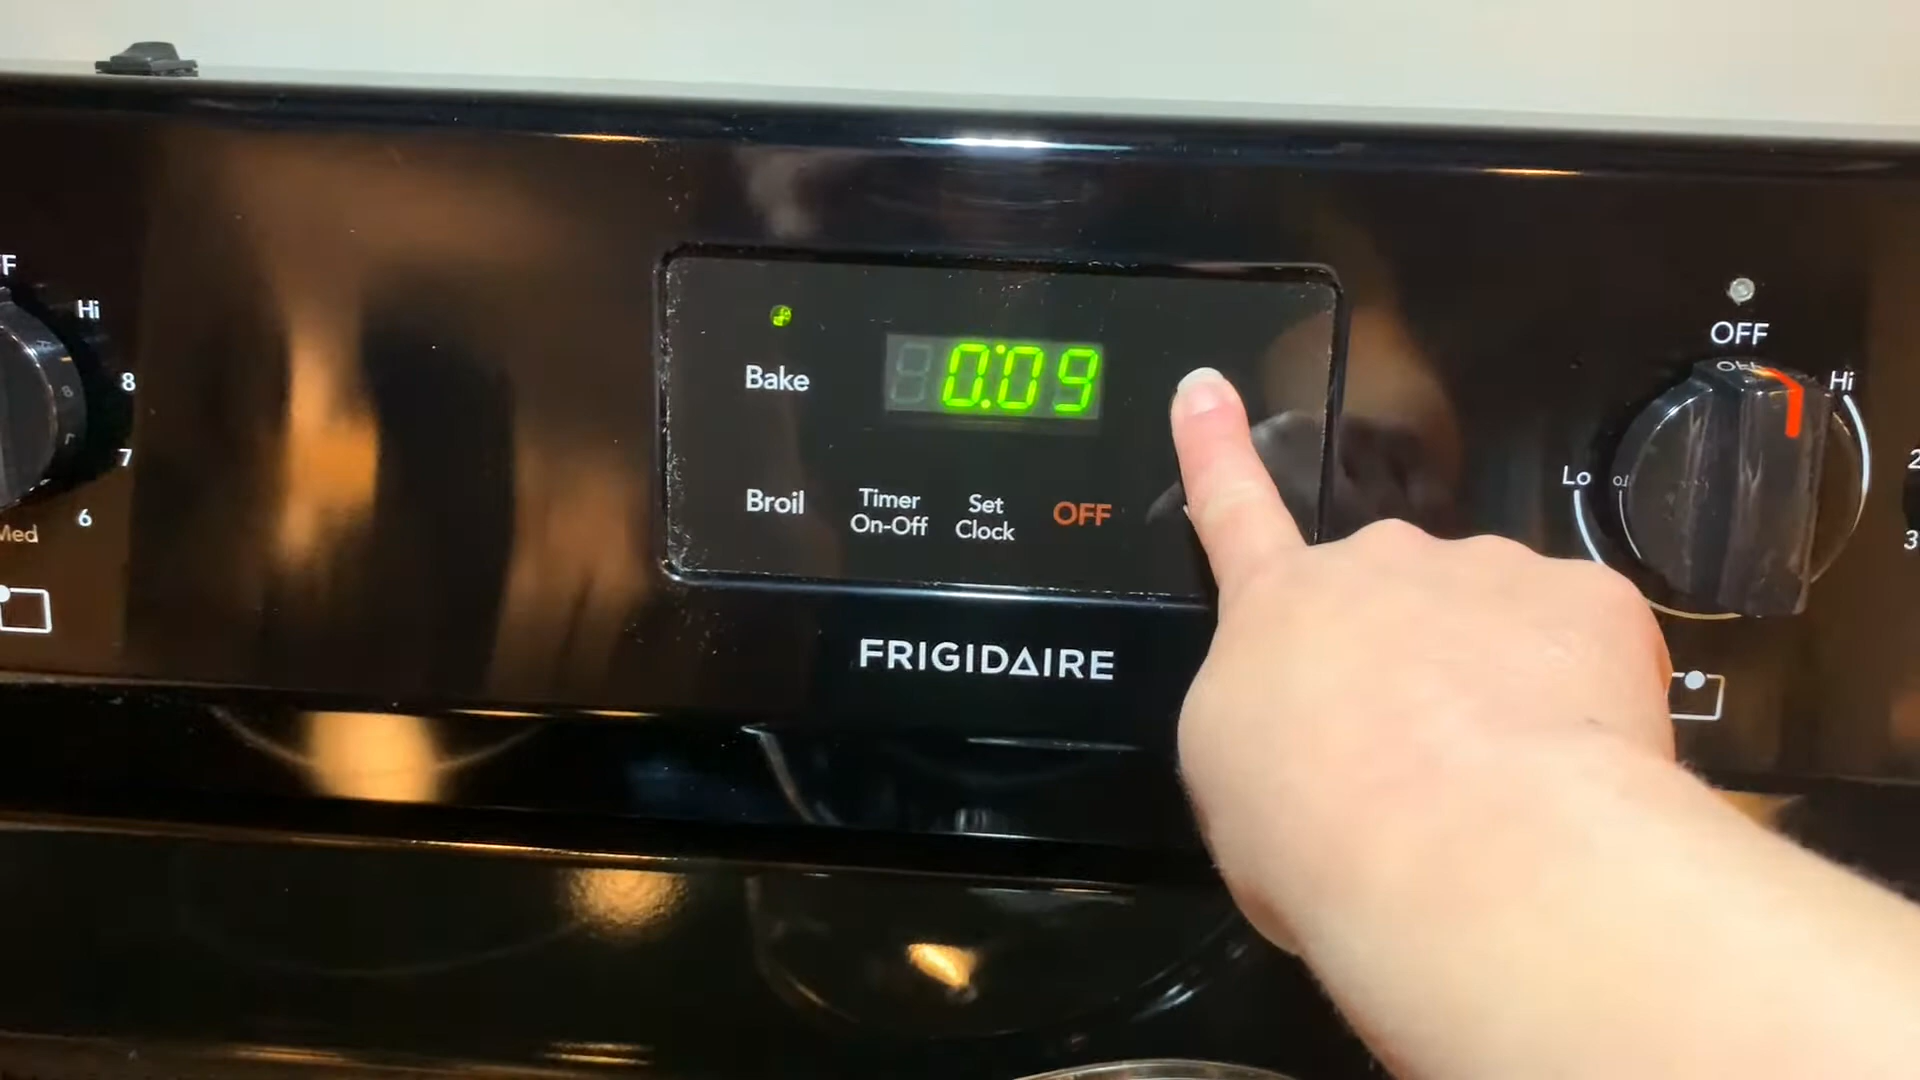 Hi
8
7
6
Med
Bake
0:09
Broil
Timer
On-Off
Set
Clock
OFF
FRIGIDAIRE
OFF
OFF
Hi
Lo
2
3